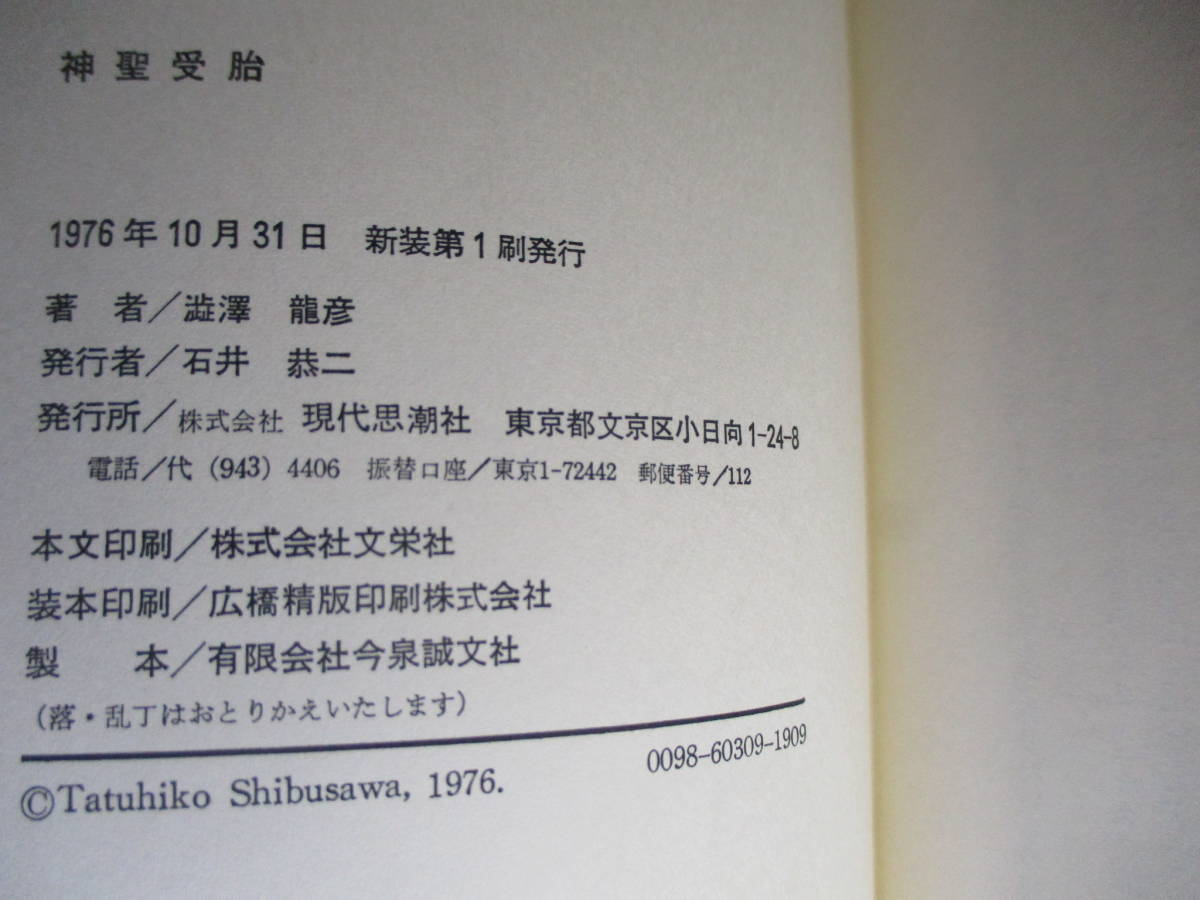 神聖受胎
1976年10月31日　新装第1刷発行
著　者／澁澤　龍彦
発行者／石井　恭二
発行所／株式会社 現代思潮社　東京都文京区小日向1-24-8
電話／代（943）4406　振替口座／東京1-72442　郵便番号／112
本文印刷／株式会社文栄社
装本印刷／広橋精版印刷株式会社
製　　本／有限会社今泉誠文社
（落・乱丁はおとりかえいたします）
0098-60309-1909
©Tatuhiko Shibusawa, 1976.